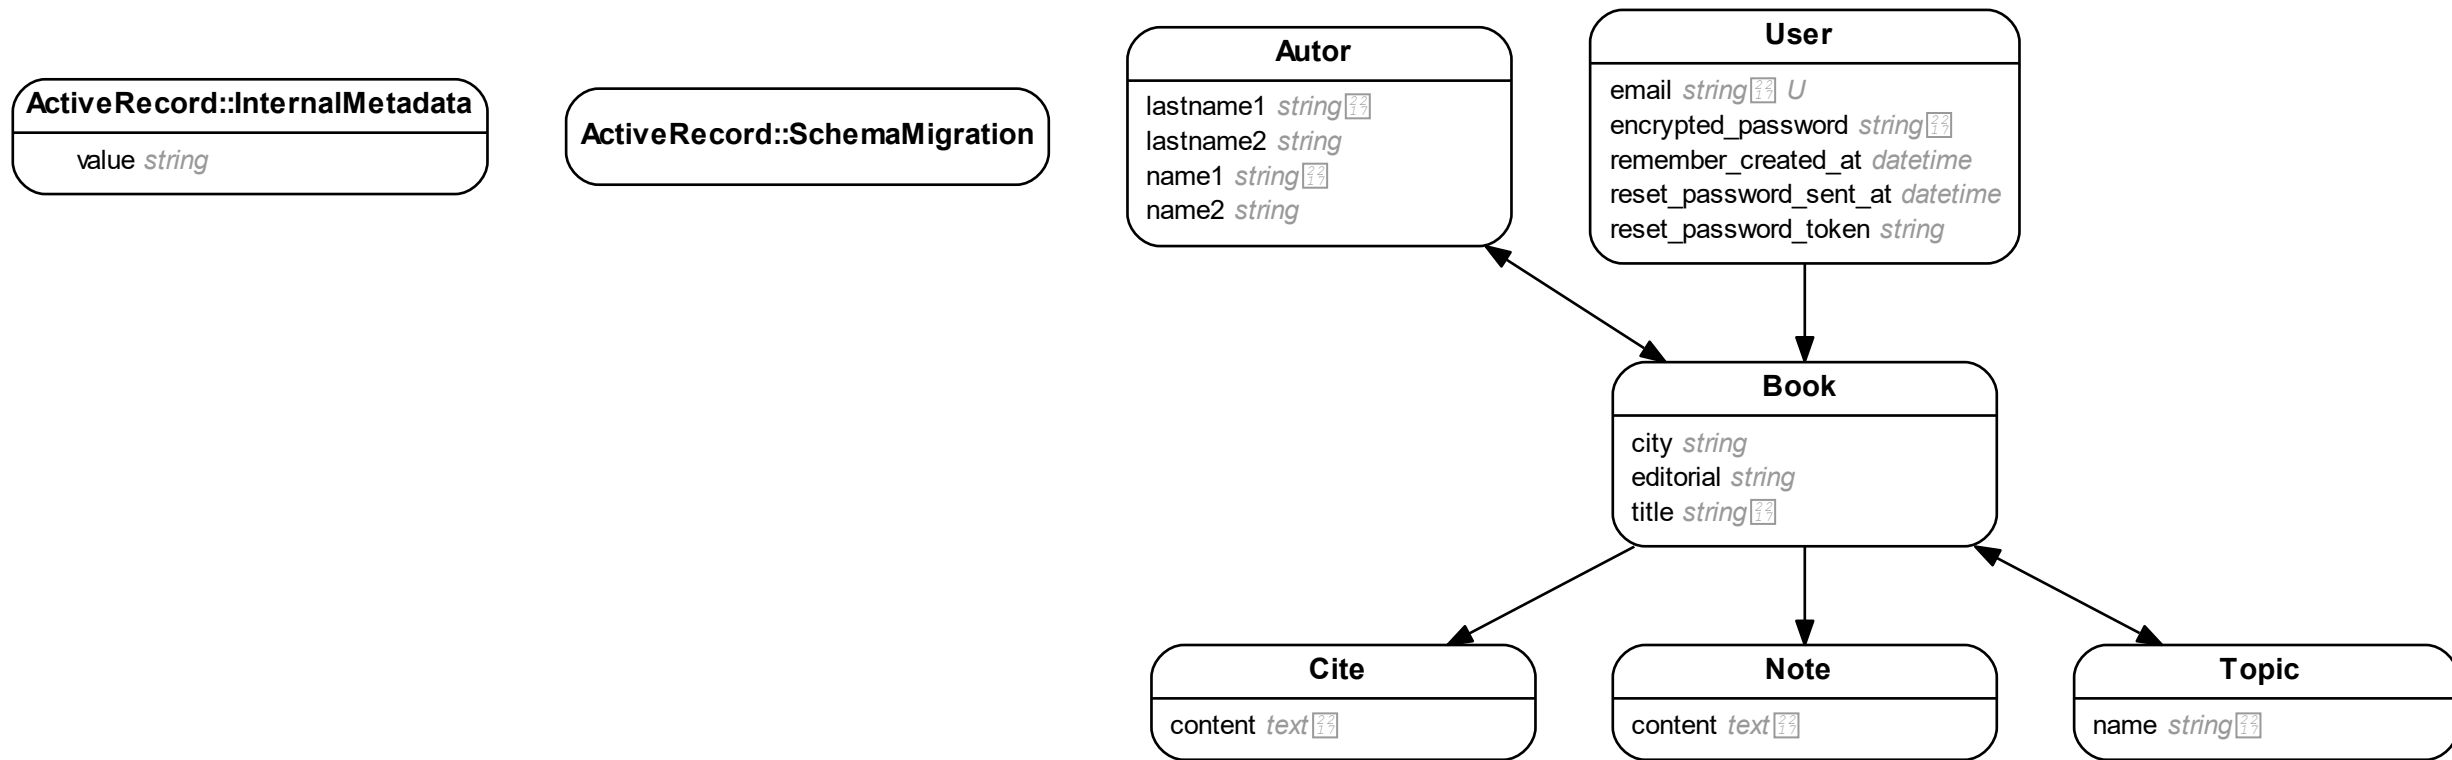 ActiveRecord::InternalMetadata
value string
ActiveRecord::SchemaMigration
Autor
lastname1 string
lastname2 string
name1 string
name2 string
User
email string U
encrypted_password string
remember_created_at datetime
reset_password_sent_at datetime
reset_password_token string
Book
city string
editorial string
title string
Cite
content text
Note
content text
Topic
name string